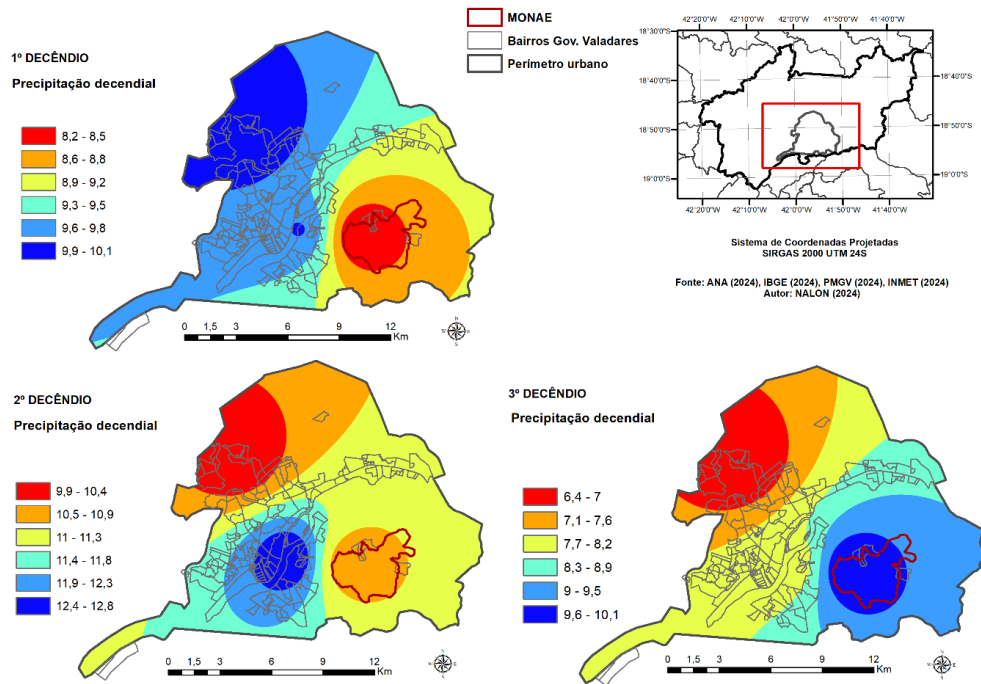 1º DECÊNDIO
Precipitação decendial
8,2 - 8,5
8,6 - 8,8
8,9 - 9,2
9,3 - 9,5
9,6 - 9,8
9,9 - 10,1
0 1,5 3 6 9 12
Km
MONAE
Bairros Gov. Valadares
Perímetro urbano
42°20'0"W 42°10'0"W 42°0'0"W 41°50'0"W 41°40'0"W
18°30'0"S
18°40'0"S
18°50'0"S
19°0'0"S
18°40'0"S
18°50'0"S
19°0'0"S
42°20'0"W 42°10'0"W 42°0'0"W 41°50'0"W 41°40'0"W
Sistema de Coordenadas Projetadas
SIRGAS 2000 UTM 24S
Fonte: ANA (2024), IBGE (2024), PMGV (2024), INMET (2024)
Autor: NALON (2024)
2º DECÊNDIO
Precipitação decendial
9,9 - 10,4
10,5 - 10,9
11 - 11,3
11,4 - 11,8
11,9 - 12,3
12,4 - 12,8
0 1,5 3 6 9 12
Km
3º DECÊNDIO
Precipitação decendial
6,4 - 7
7,1 - 7,6
7,7 - 8,2
8,3 - 8,9
9 - 9,5
9,6 - 10,1
0 1,5 3 6 9 12
Km